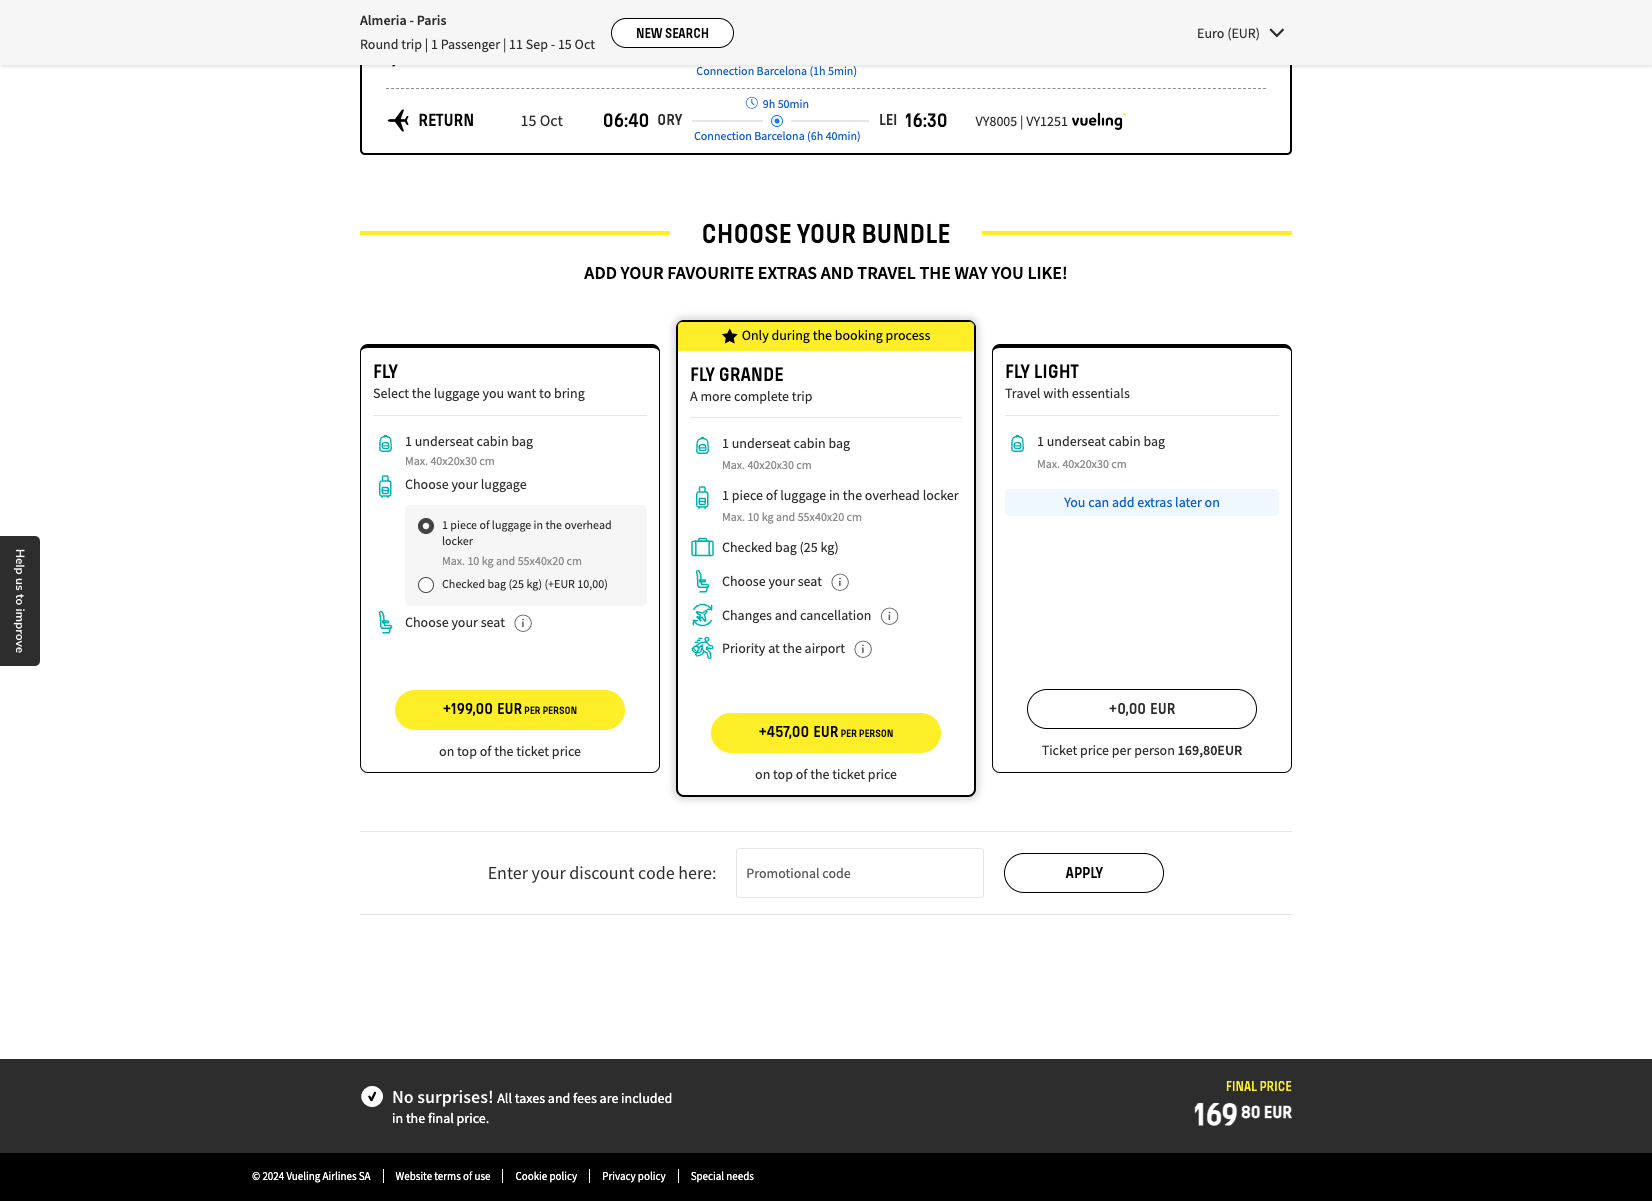 Almeria - Paris
Round trip | 1 Passenger | 11 Sep - 15 Oct
NEW SEARCH
Euro (EUR)
Connection Barcelona (1h 5min)
RETURN
15 Oct
06:40 ORY
9h 50min
Connection Barcelona (6h 40min)
LEI 16:30
VY8005 | VY1251 vueling
CHOOSE YOUR BUNDLE
ADD YOUR FAVOURITE EXTRAS AND TRAVEL THE WAY YOU LIKE!
FLY
Select the luggage you want to bring
1 underseat cabin bag
Max. 40x20x30 cm
Choose your luggage
1 piece of luggage in the overhead
locker
Max. 10 kg and 55x40x20 cm
Checked bag (25 kg) (+EUR 10,00)
Choose your seat
+199,00 EUR PER PERSON
on top of the ticket price
Only during the booking process
FLY GRANDE
A more complete trip
1 underseat cabin bag
Max. 40x20x30 cm
1 piece of luggage in the overhead locker
Max. 10 kg and 55x40x20 cm
Checked bag (25 kg)
Choose your seat
Changes and cancellation
Priority at the airport
+457,00 EUR PER PERSON
on top of the ticket price
FLY LIGHT
Travel with essentials
1 underseat cabin bag
Max. 40x20x30 cm
You can add extras later on
+0,00 EUR
Ticket price per person 169,80EUR
Help us to improve
Enter your discount code here:
Promotional code
APPLY
No surprises! All taxes and fees are included
in the final price.
FINAL PRICE
169 80 EUR
© 2024 Vueling Airlines SA
Website terms of use
Cookie policy
Privacy policy
Special needs